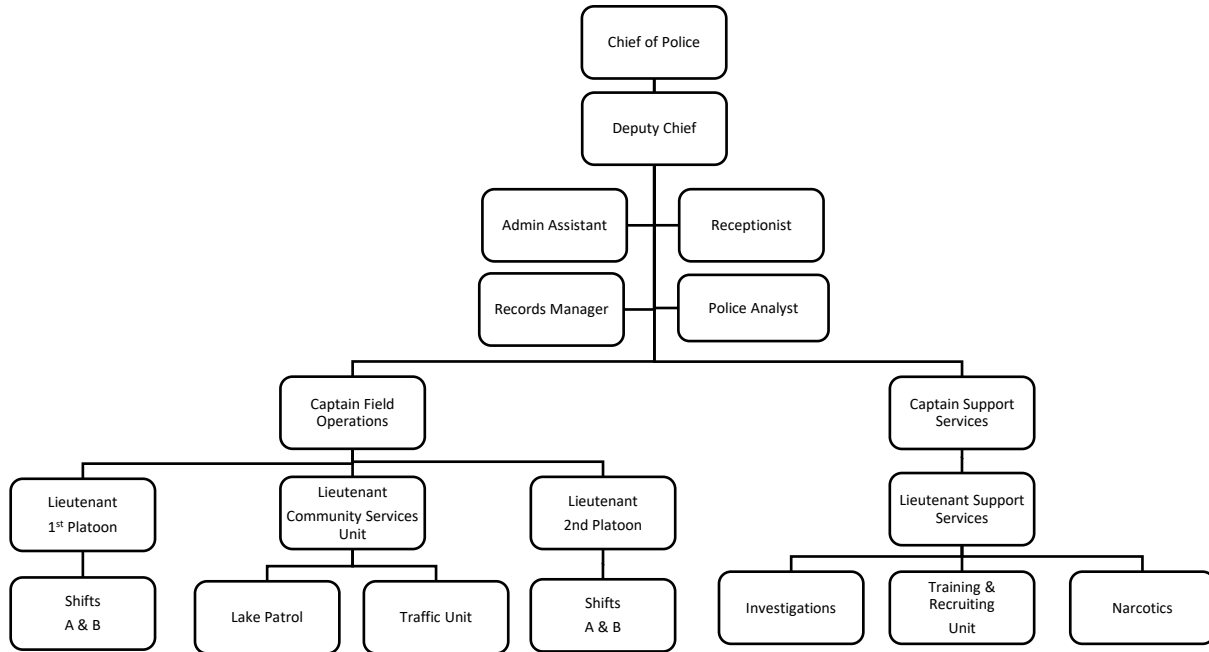 Chief of Police
Deputy Chief
Admin Assistant
Receptionist
Records Manager
Police Analyst
Captain Field
Operations
Captain Support
Services
Lieutenant
1st Platoon
Lieutenant
Community Services
Unit
Lieutenant
2nd Platoon
Lieutenant Support
Services
Shifts
A & B
Lake Patrol
Traffic Unit
Shifts
A & B
Investigations
Training &
Recruiting
Unit
Narcotics